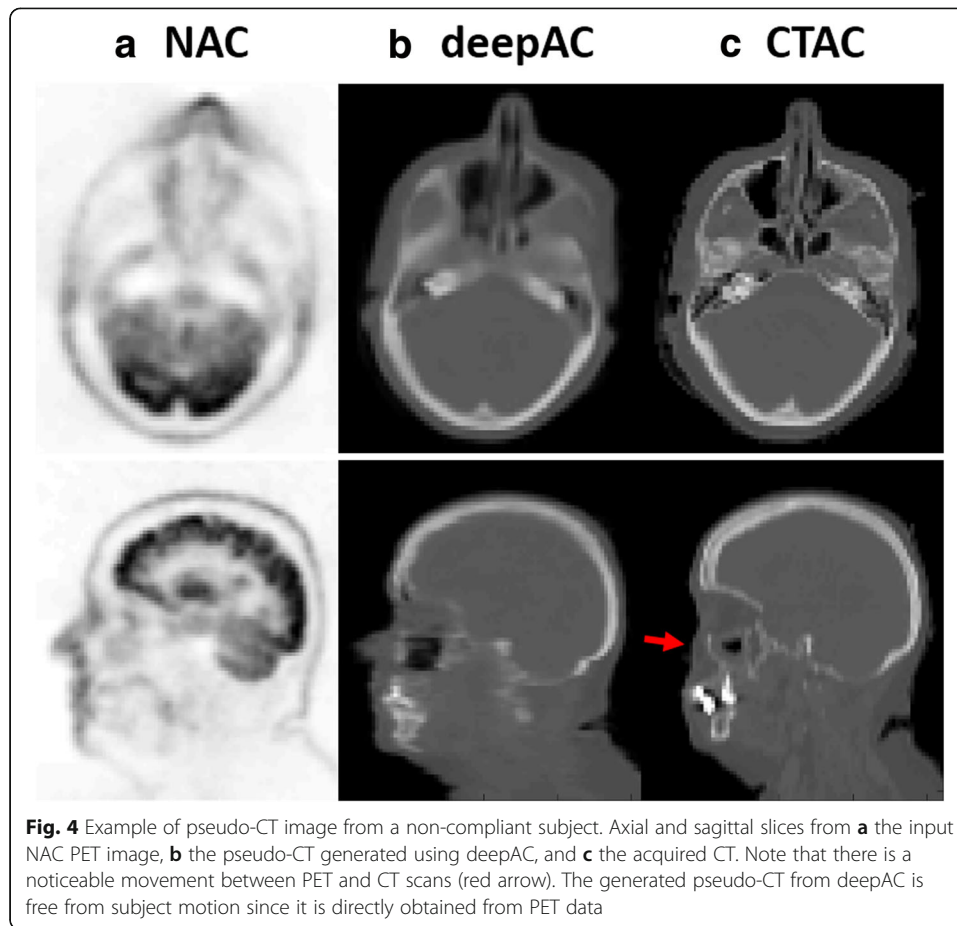 a NAC b deepAC c CTAC
Fig. 4 Example of pseudo-CT image from a non-compliant subject. Axial and sagittal slices from a the input
NAC PET image, b the pseudo-CT generated using deepAC, and c the acquired CT. Note that there is a
noticeable movement between PET and CT scans (red arrow). The generated pseudo-CT from deepAC is
free from subject motion since it is directly obtained from PET data